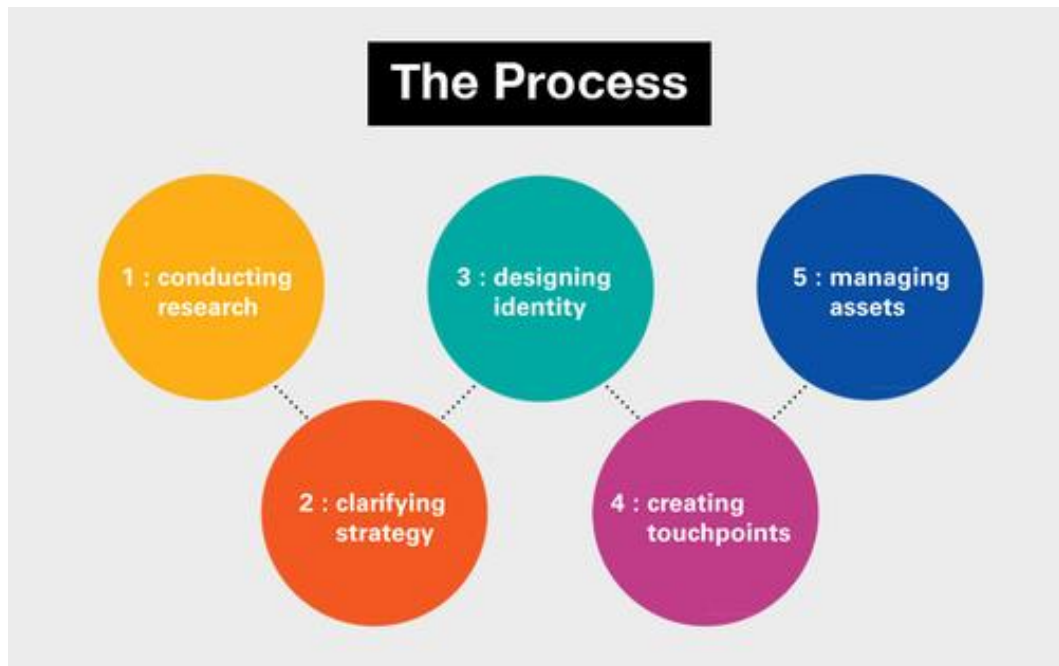 The Process
1 : conducting
research
2 : clarifying
strategy
3 : designing
identity
4 : creating
touchpoints
5 : managing
assets